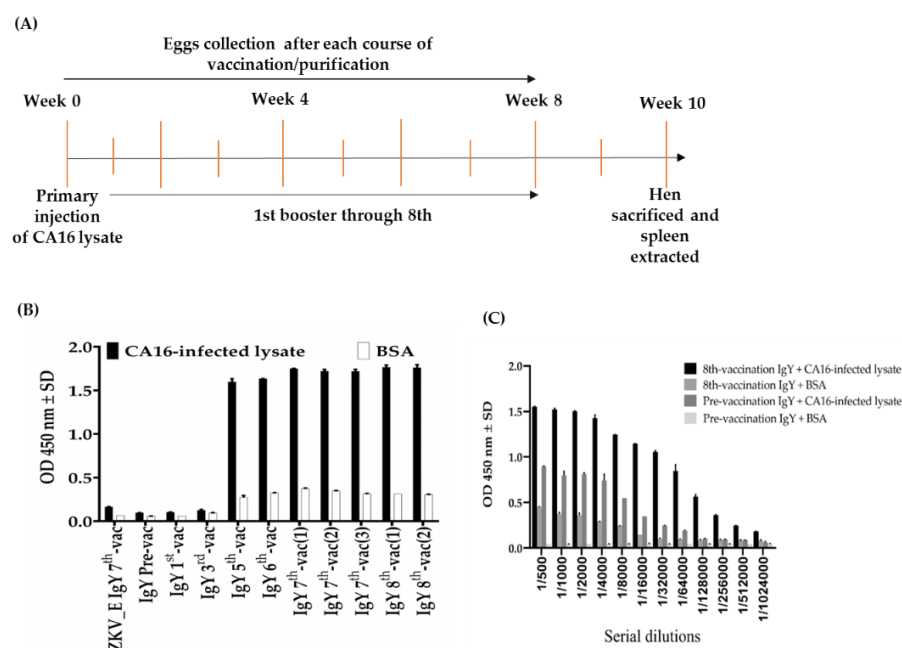 (A)
Eggs collection after each course of
vaccination/purification
Week 0
Week 4
Week 8
Week 10
Primary
injection
of CA16 lysate
1st booster through 8th
Hen
sacrificed and
spleen
extracted
(B)
CA16-infected lysate
BSA
OD 450 nm ± SD
2.0
1.5
1.0
0.5
0.0
ZKV_E IgY 7th-vac
IgY Pre-vac
IgY 1st-vac
IgY 3rd-vac
IgY 5th-vac
IgY 6th-vac
IgY 7th-vac(1)
IgY 7th-vac(2)
IgY 7th-vac(3)
IgY 8th-vac(1)
IgY 8th-vac(2)
(C)
8th-vaccination IgY + CA16-infected lysate
8th-vaccination IgY + BSA
Pre-vaccination IgY + CA16-infected lysate
Pre-vaccination IgY + BSA
OD 450 nm ± SD
2.0
1.5
1.0
0.5
0.0
1/500
1/1000
1/2000
1/4000
1/8000
1/16000
1/32000
1/64000
1/128000
1/256000
1/512000
1/1024000
Serial dilutions